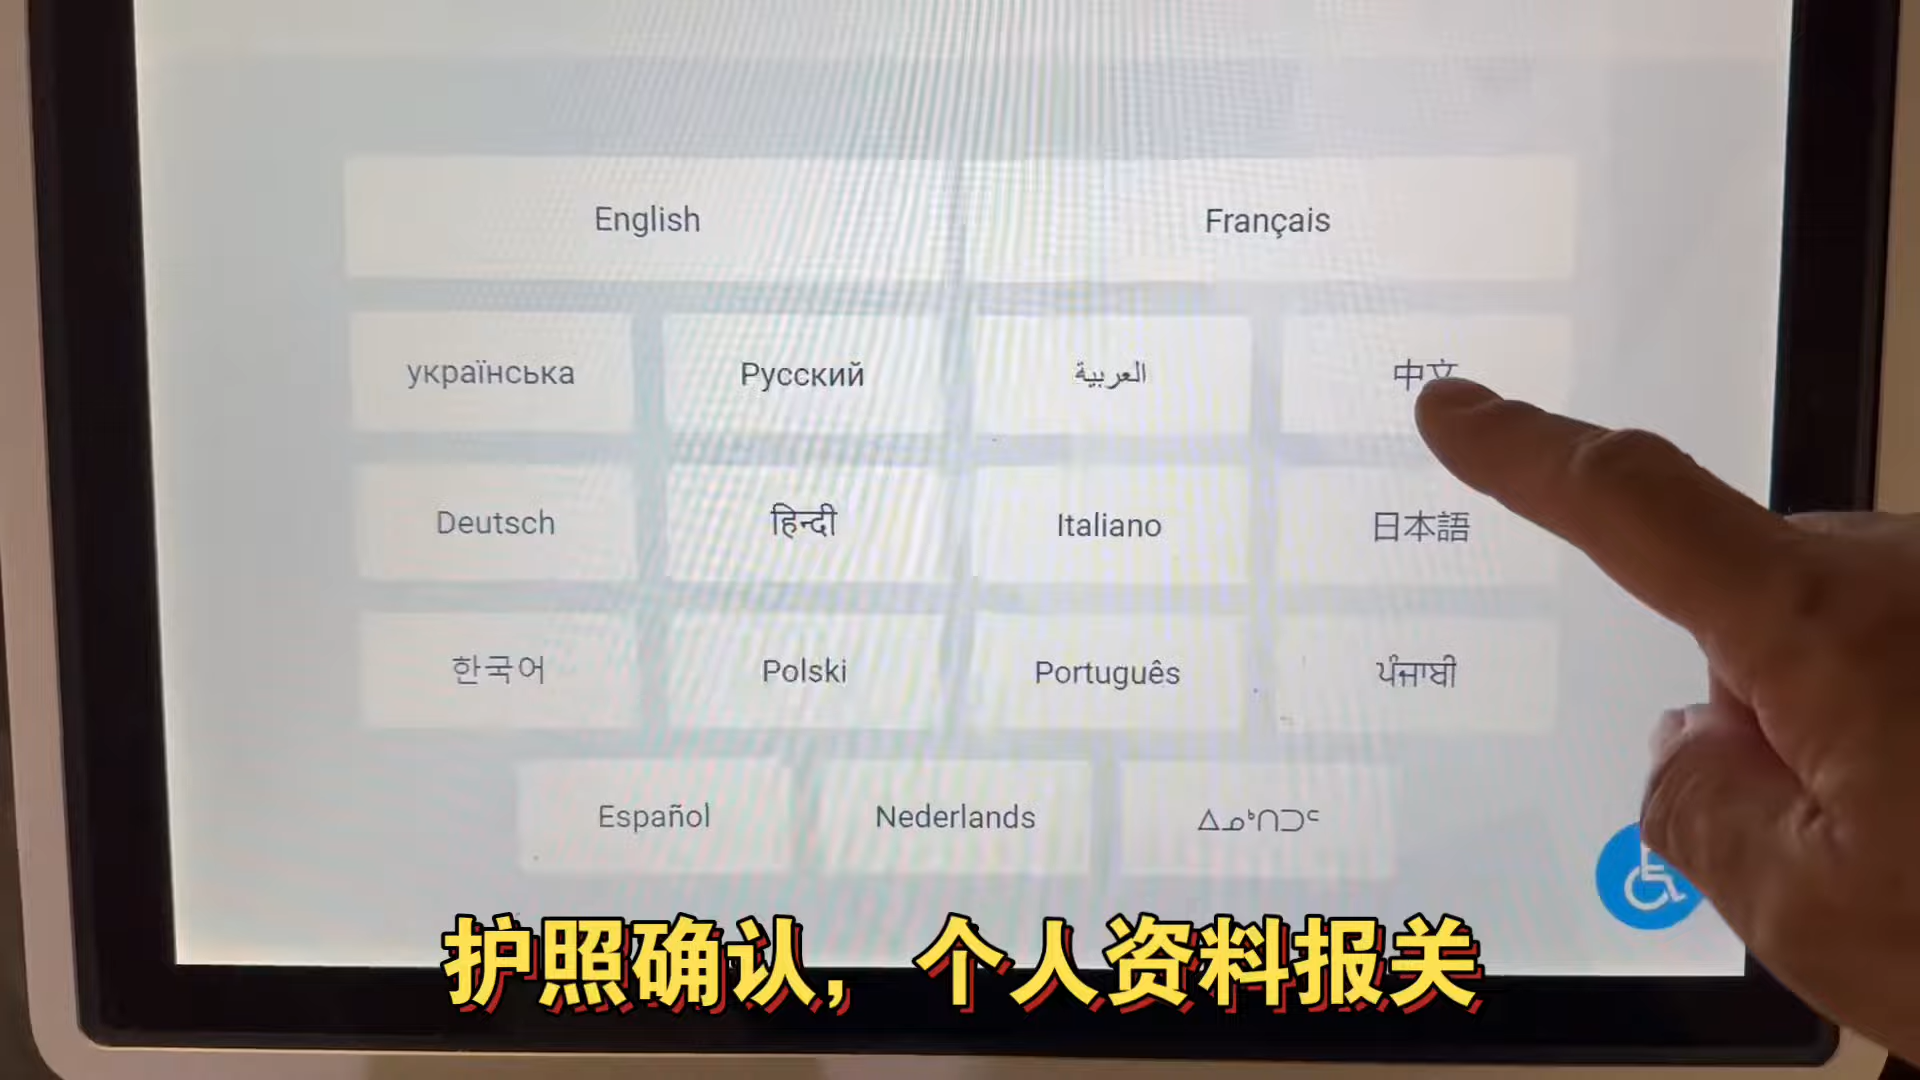 English
Français
українська
Русский
العربية
中文
Deutsch
हिन्दी
Italiano
日本語
한국어
Polski
Português
ਪੰਜਾਬੀ
Español
Nederlands
ᐃᓄᒃᑎᑐᑦ
护照确认，个人资料报关